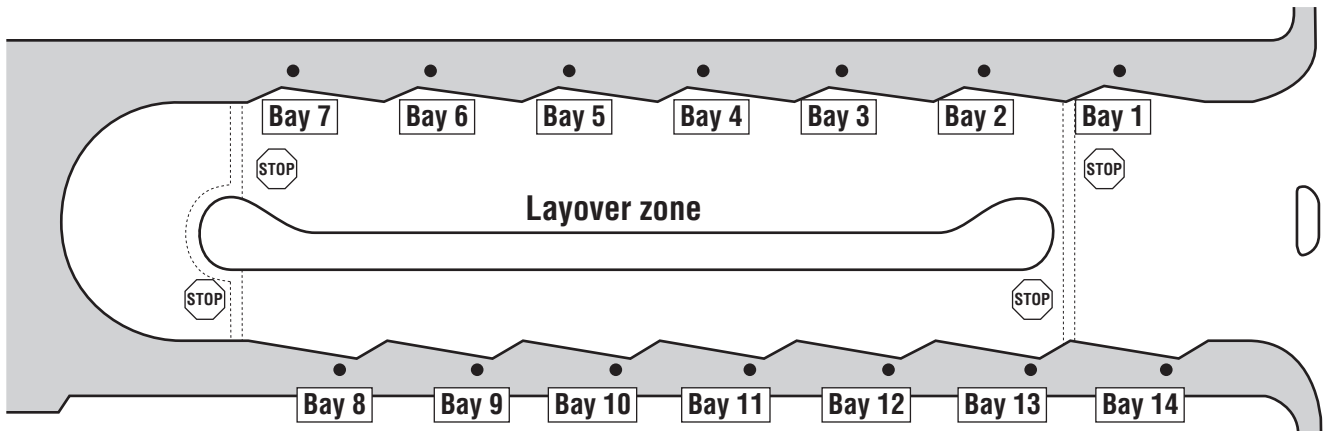 Bay 7
Bay 6
Bay 5
Bay 4
Bay 3
Bay 2
Bay 1
STOP
STOP
Layover zone
STOP
STOP
Bay 8
Bay 9
Bay 10
Bay 11
Bay 12
Bay 13
Bay 14